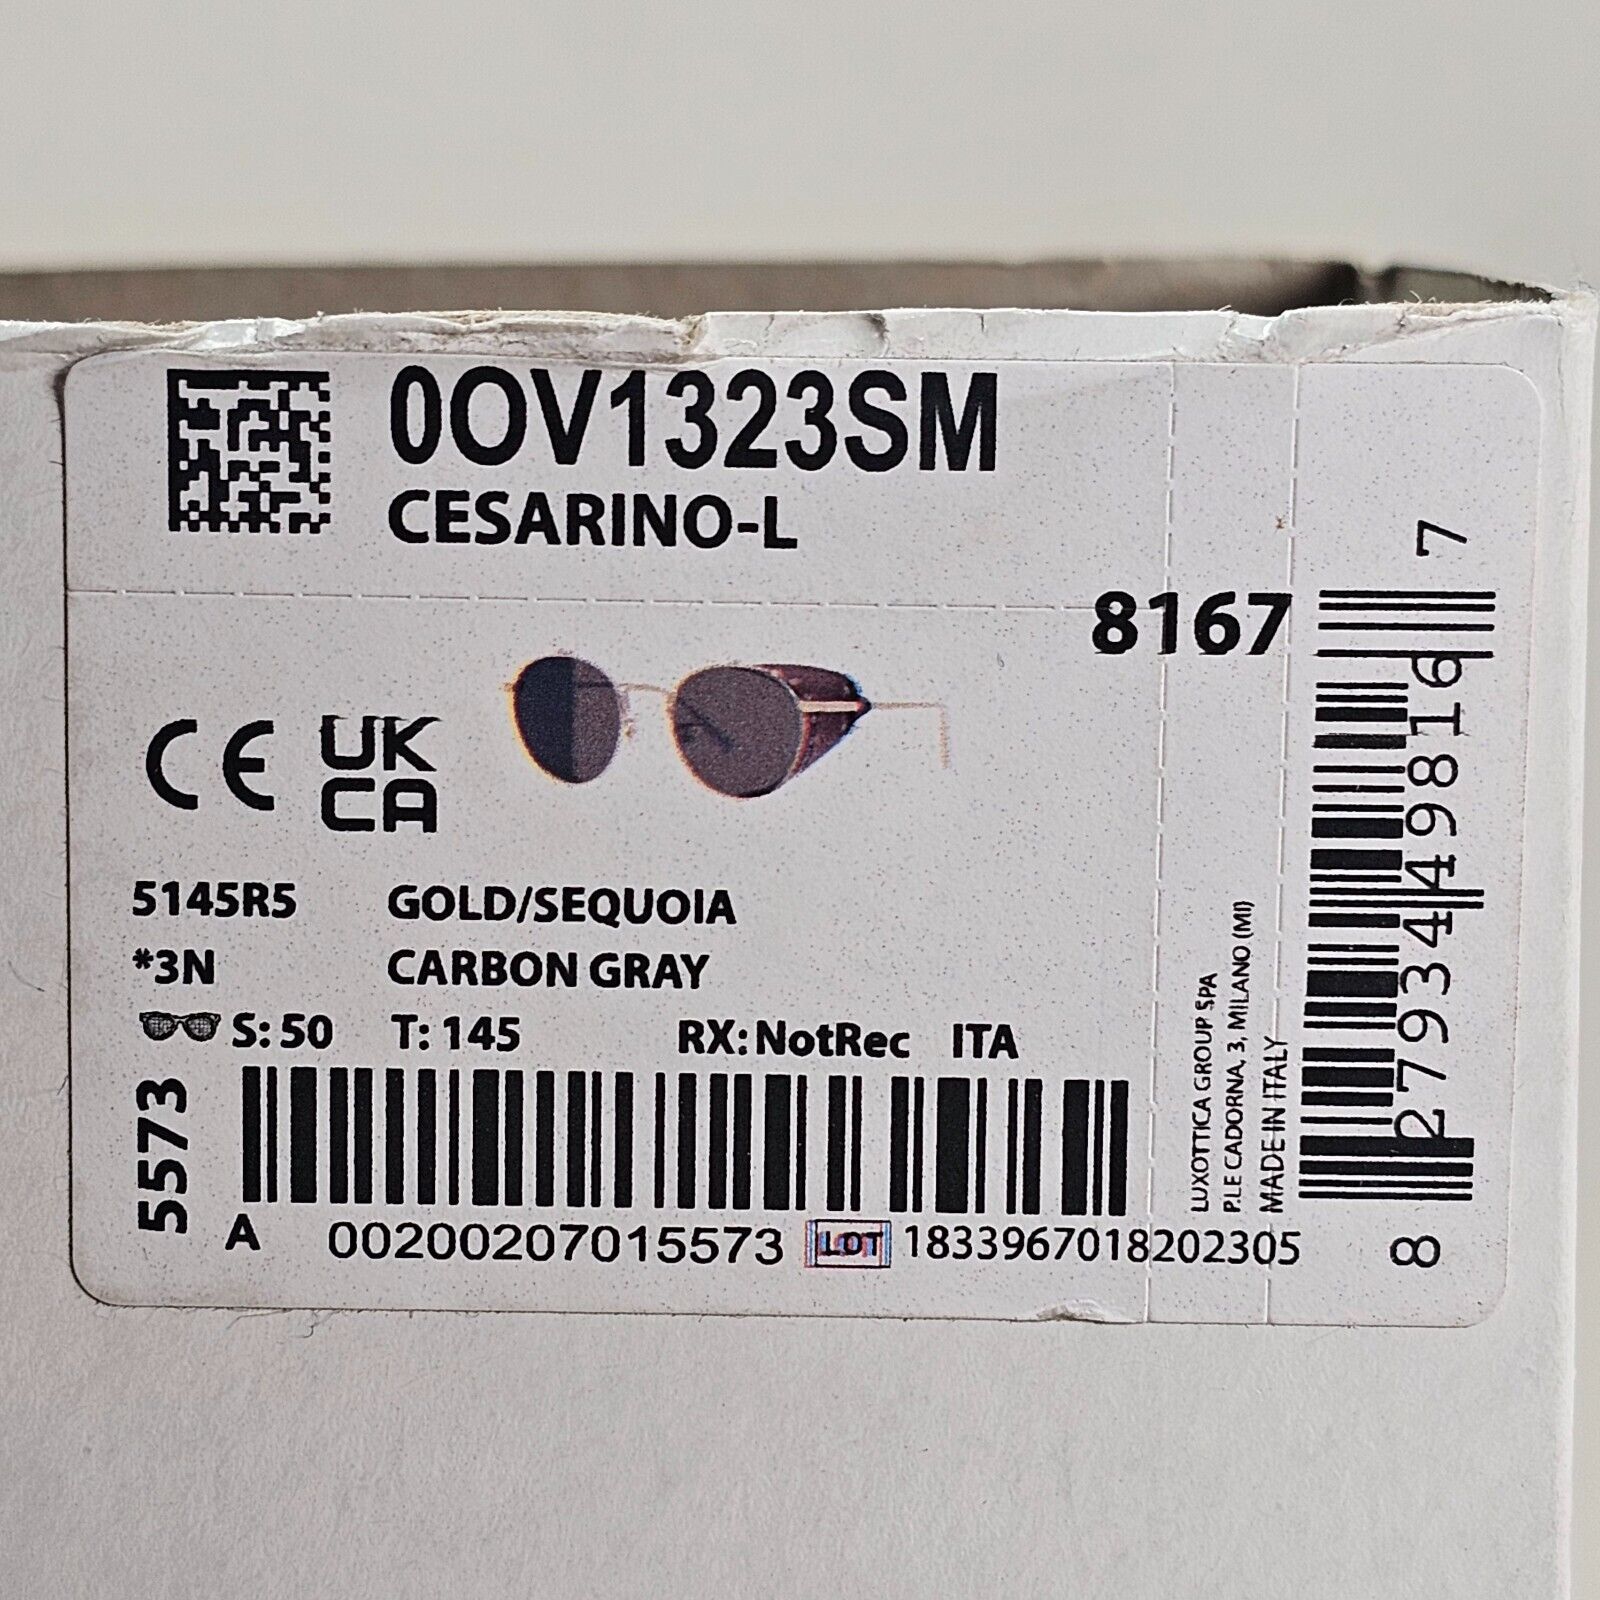 0OV1323SM
CESARINO-L
8167
CE UK
CA
5145R5 GOLD/SEQUOIA
*3N CARBON GRAY
S: 50 T: 145 RX: NotRec ITA
5573
A 00200207015573 LOT 1833967018202305
LUXOTTICA GROUP SPA
P.LE CADORNA, 3, MILANO (MI)
MADE IN ITALY
8 27934 49816 7